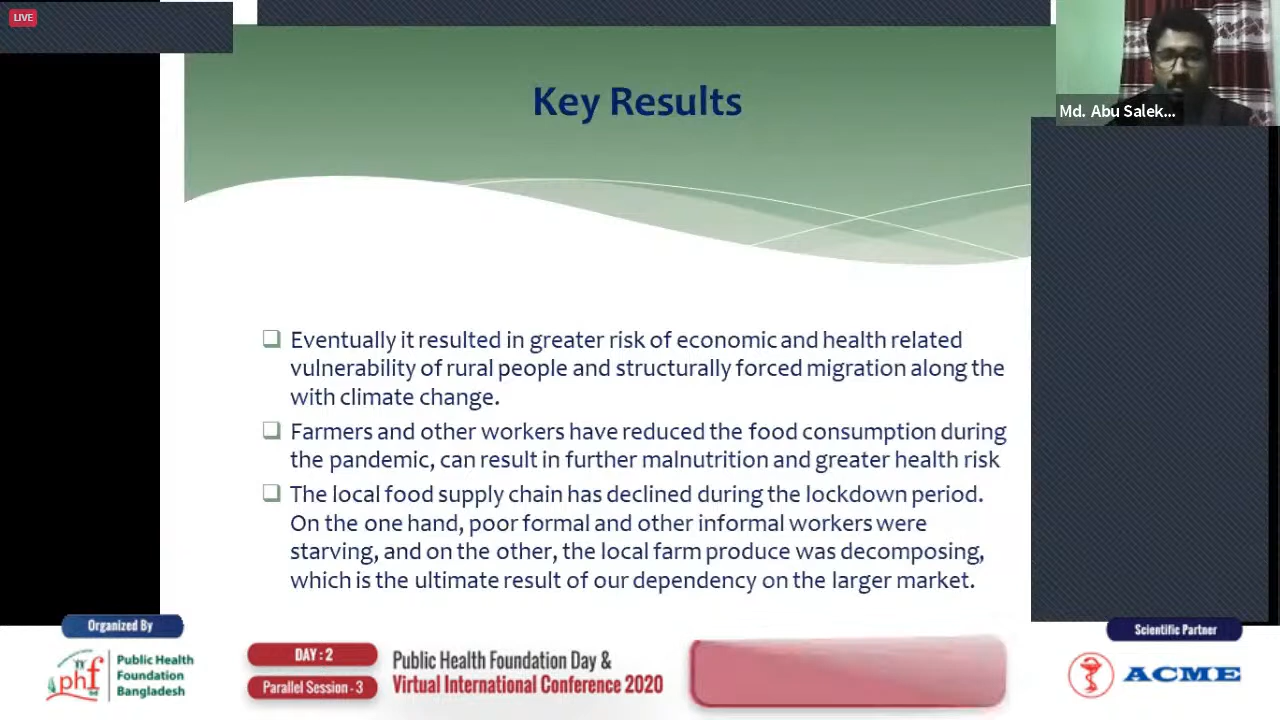 LIVE
Key Results
Md. Abu Salek...
Eventually it resulted in greater risk of economic and health related
vulnerability of rural people and structurally forced migration along the
with climate change.
Farmers and other workers have reduced the food consumption during
the pandemic, can result in further malnutrition and greater health risk
The local food supply chain has declined during the lockdown period.
On the one hand, poor formal and other informal workers were
starving, and on the other, the local farm produce was decomposing,
which is the ultimate result of our dependency on the larger market.
Organized By
phf
Public Health
Foundation
Bangladesh
DAY : 2
Parallel Session - 3
Public Health Foundation Day &
Virtual International Conference 2020
Scientific Partner
ACME